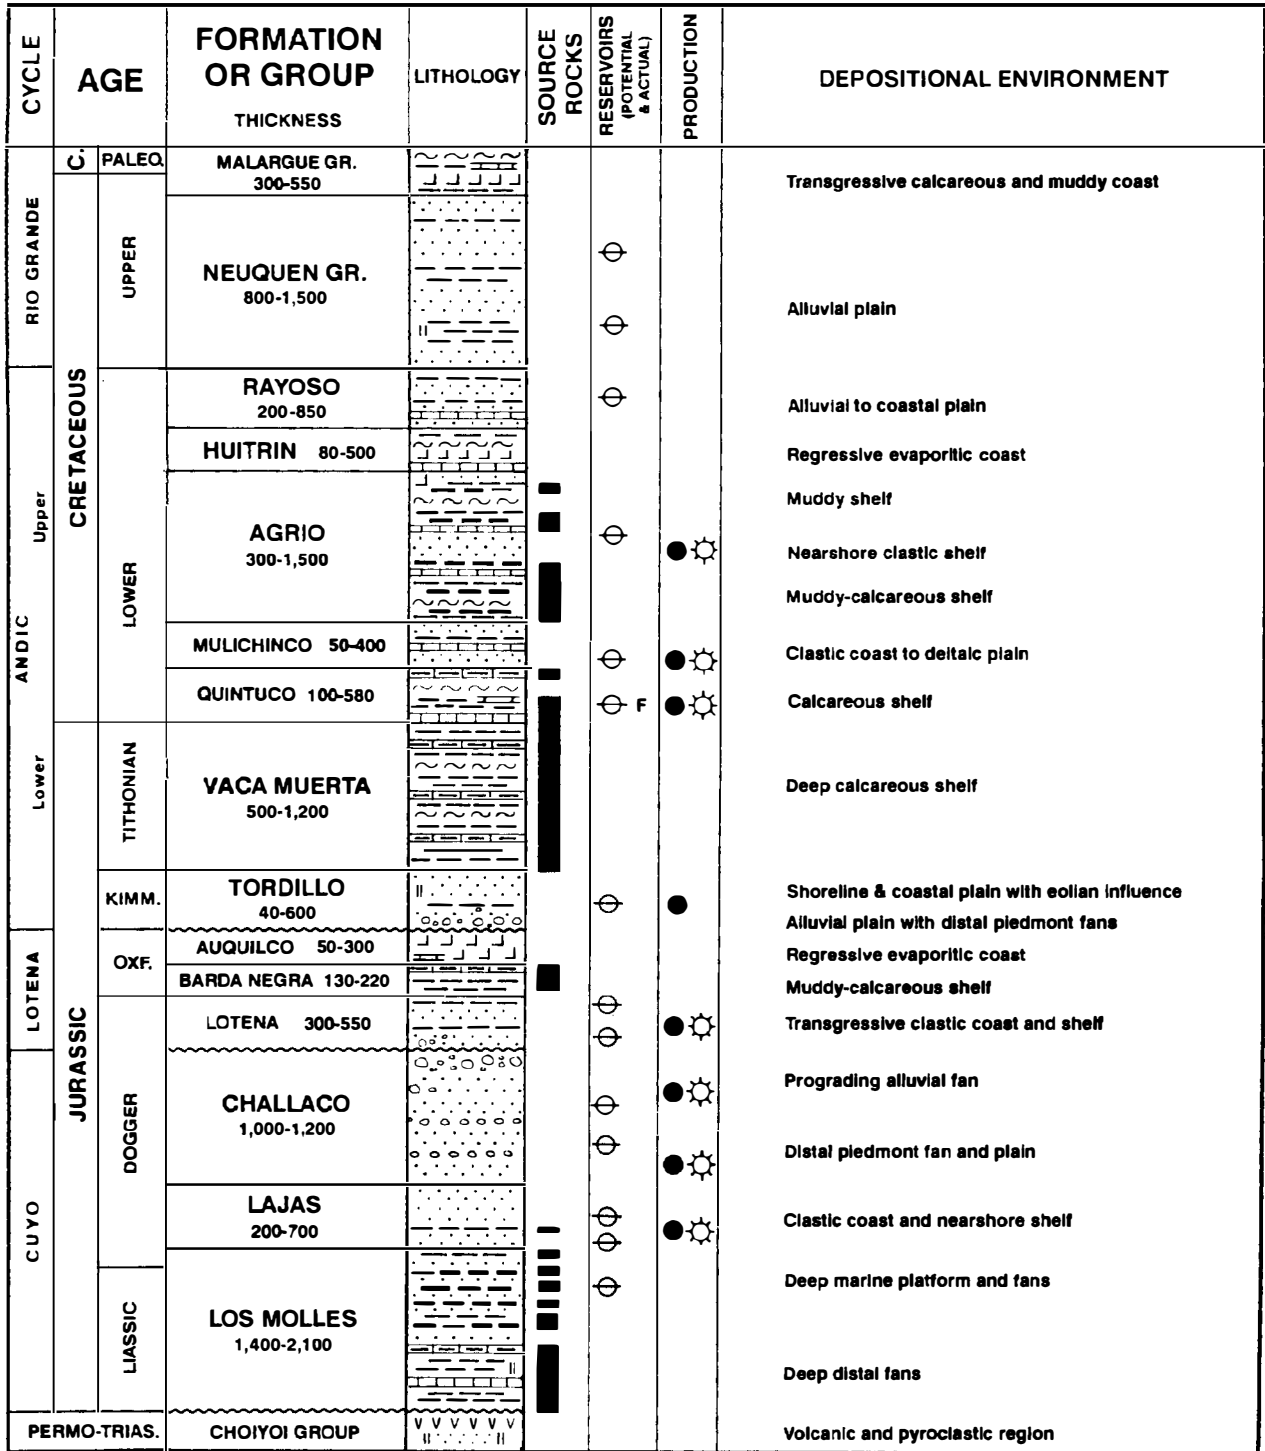 CYCLE
AGE
FORMATION
OR GROUP
THICKNESS
LITHOLOGY
SOURCE
ROCKS
RESERVOIRS
(POTENTIAL
& ACTUAL)
PRODUCTION
DEPOSITIONAL ENVIRONMENT
RIO GRANDE
ANDIC
Upper
Lower
LOTENA
CUYO
C.
CRETACEOUS
JURASSIC
PALEO.
UPPER
LOWER
TITHONIAN
KIMM.
OXF.
DOGGER
LIASSIC
PERMO-TRIAS.
MALARGUE GR.
300-550
Transgressive calcareous and muddy coast
NEUQUEN GR.
800-1,500
Alluvial plain
RAYOSO
200-850
Alluvial to coastal plain
HUITRIN 80-500
Regressive evaporitic coast
AGRIO
300-1,500
Muddy shelf
Nearshore clastic shelf
Muddy-calcareous shelf
MULICHINCO 50-400
Clastic coast to deltaic plain
QUINTUCO 100-580
F
Calcareous shelf
VACA MUERTA
500-1,200
Deep calcareous shelf
TORDILLO
40-600
Shoreline & coastal plain with eolian influence
Alluvial plain with distal piedmont fans
AUQUILCO 50-300
Regressive evaporitic coast
BARDA NEGRA 130-220
Muddy-calcareous shelf
LOTENA 300-550
Transgressive clastic coast and shelf
CHALLACO
1,000-1,200
Prograding alluvial fan
Distal piedmont fan and plain
LAJAS
200-700
Clastic coast and nearshore shelf
LOS MOLLES
1,400-2,100
Deep marine platform and fans
Deep distal fans
CHOIYOI GROUP
Volcanic and pyroclastic region